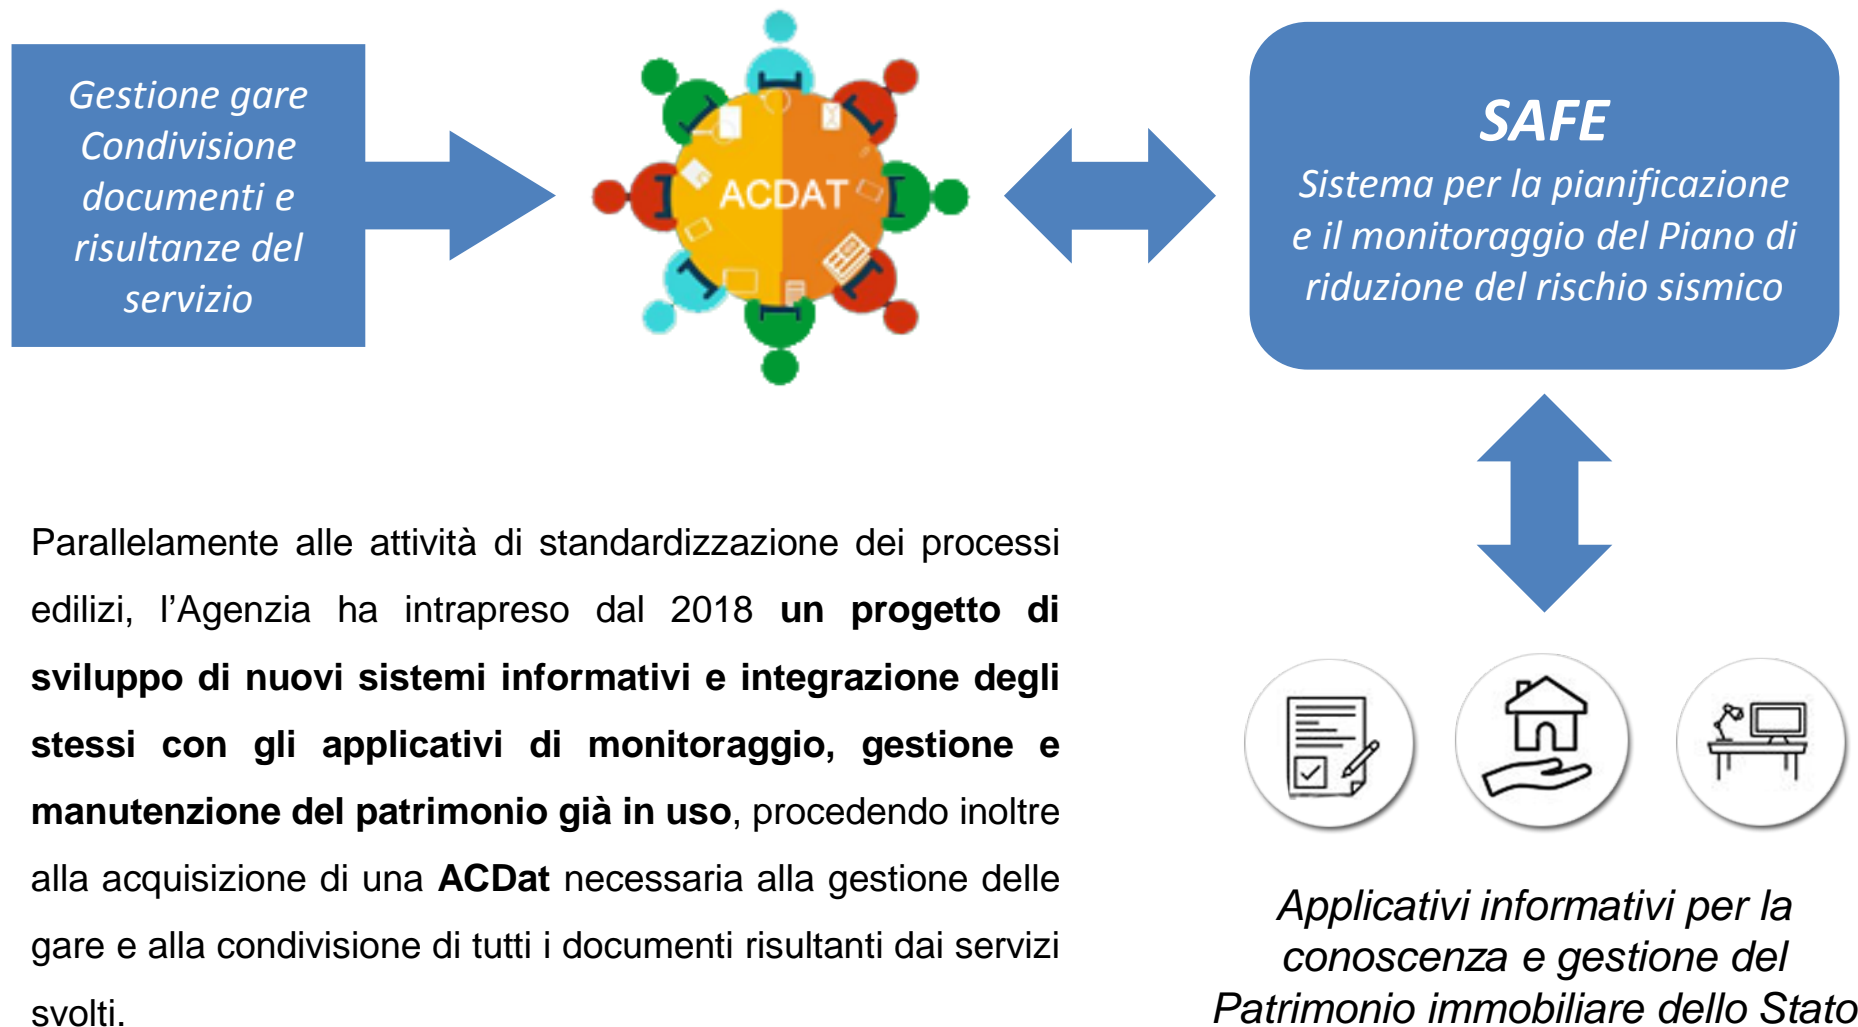 Gestione gare
Condivisione
documenti e
risultanze del
servizio
ACDAT
SAFE
Sistema per la pianificazione
e il monitoraggio del Piano di
riduzione del rischio sismico
Parallelamente alle attività di standardizzazione dei processi
edilizi, l’Agenzia ha intrapreso dal 2018 un progetto di
sviluppo di nuovi sistemi informativi e integrazione degli
stessi con gli applicativi di monitoraggio, gestione e
manutenzione del patrimonio già in uso, procedendo inoltre
alla acquisizione di una ACDat necessaria alla gestione delle
gare e alla condivisione di tutti i documenti risultanti dai servizi
svolti.
Applicativi informativi per la
conoscenza e gestione del
Patrimonio immobiliare dello Stato